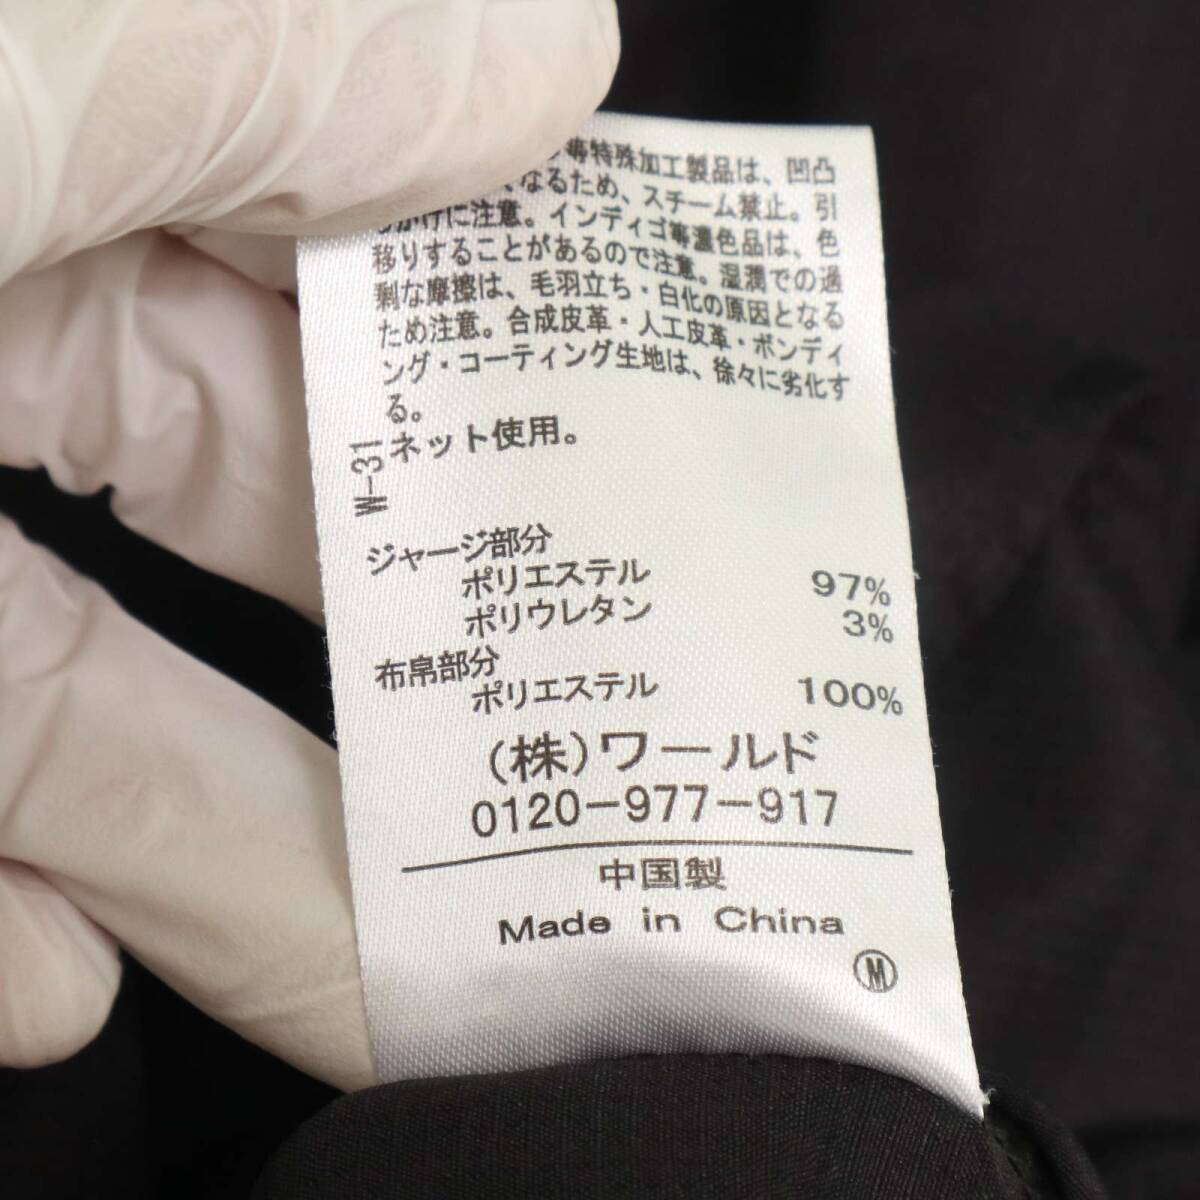 等特殊加工製品は、凹凸
なるため、スチーム禁止。引
かけに注意。インディゴ等濃色品は、色
移りすることがあるので注意。湿潤での過
剰な摩擦は、毛羽立ち・白化の原因となる
ため注意。合成皮革・人工皮革・ボンディ
ング・コーティング生地は、徐々に劣化す
る。
ネット使用。
W-31
ジャージ部分
ポリエステル 97%
ポリウレタン 3%
布帛部分
ポリエステル 100%
(株)ワールド
0120-977-917
中国製
Made in China
M